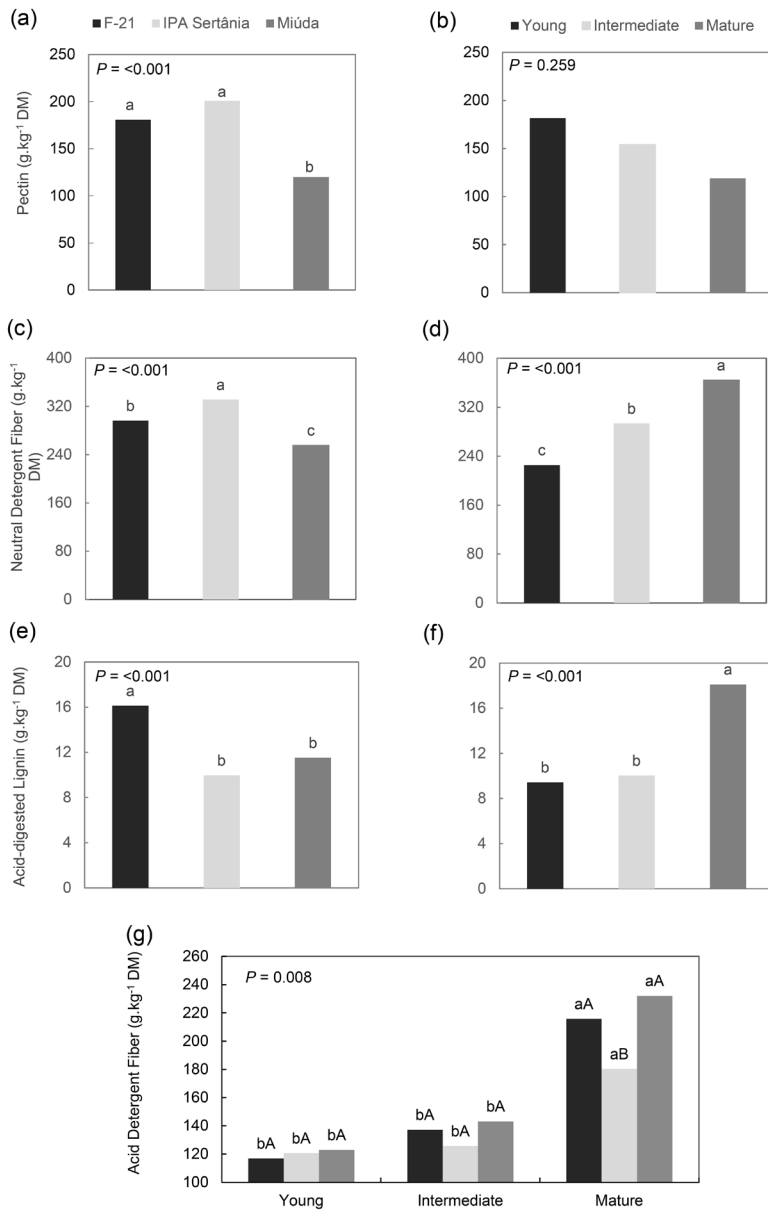 (a)
F-21 IPA Sertânia Miúda
Pectin (g.kg-1 DM)
250
200
150
100
50
0
P = <0.001
a
a
b
(b)
Young Intermediate Mature
250
200
150
100
50
0
P = 0.259
(c)
Neutral Detergent Fiber (g.kg-1
DM)
400
320
240
160
80
0
P = <0.001
b
a
c
(d)
400
320
240
160
80
0
P = <0.001
c
b
a
(e)
Acid-digested Lignin (g.kg-1 DM)
20
16
12
8
4
0
P = <0.001
a
b
b
(f)
20
16
12
8
4
0
P = <0.001
b
b
a
(g)
Acid Detergent Fiber (g.kg-1 DM)
260
240
220
200
180
160
140
120
100
P = 0.008
bA bA bA
bA bA bA
aA aB aA
Young Intermediate Mature